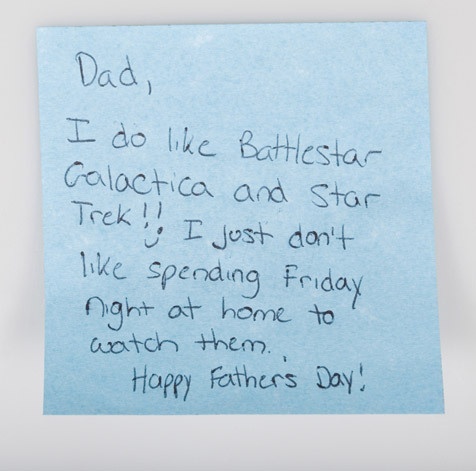 Dad,
I do like Battlestar
Galactica and Star
Trek!! I just don't
like spending Friday
night at home to
watch them.
Happy Father's Day!